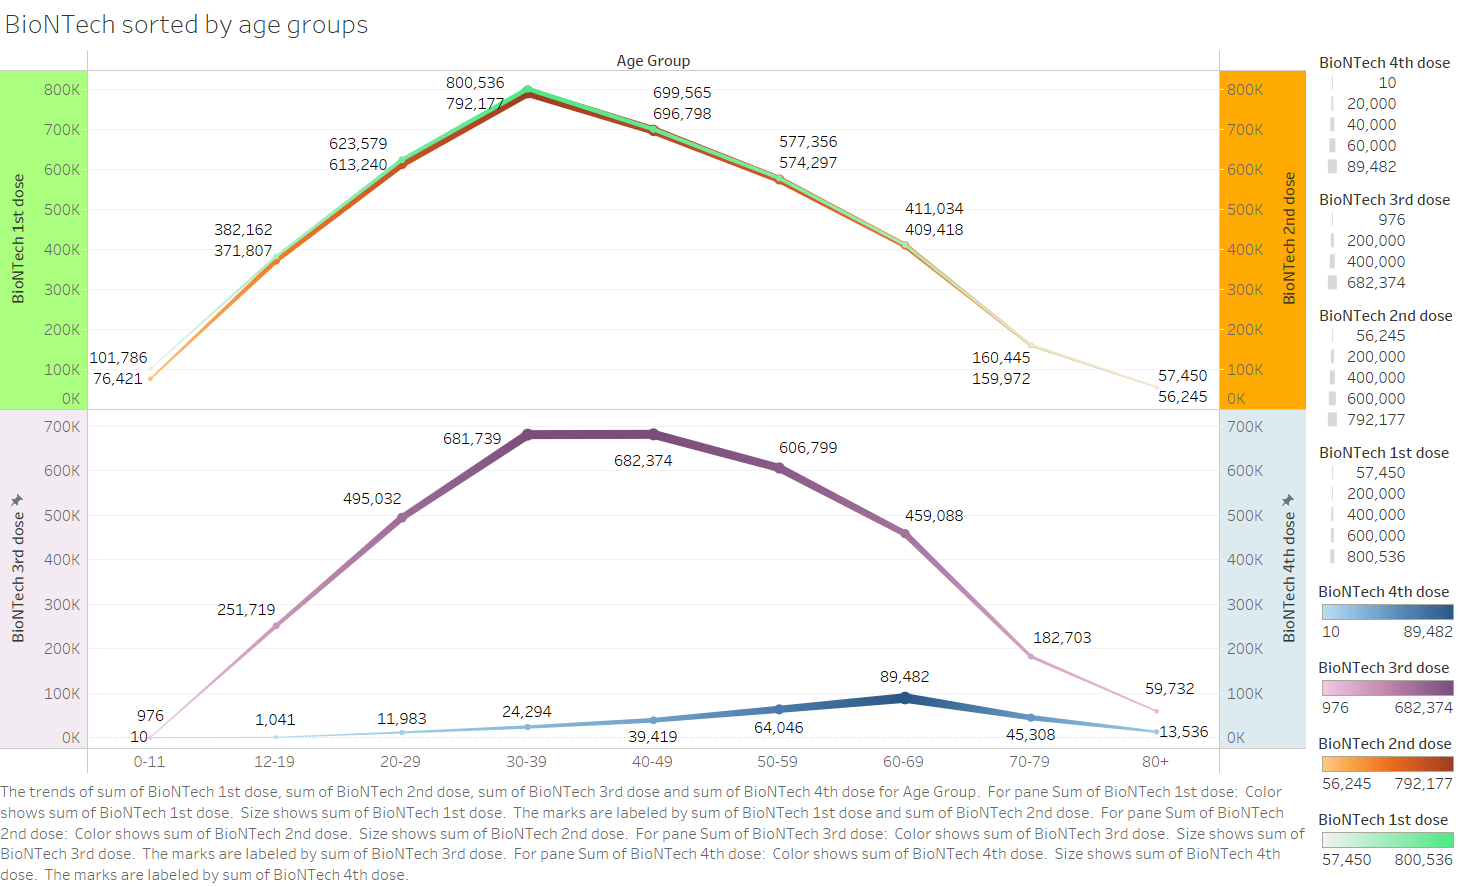 BioNTech sorted by age groups
Age Group
BioNTech 1st dose
800K
700K
600K
500K
400K
300K
200K
100K
0K
101,786
76,421
382,162
371,807
623,579
613,240
800,536
792,177
699,565
696,798
577,356
574,297
411,034
409,418
160,445
159,972
57,450
56,245
800K
700K
600K
500K
400K
300K
200K
100K
0K
BioNTech 2nd dose
BioNTech 3rd dose
700K
600K
500K
400K
300K
200K
100K
0K
976
251,719
495,032
681,739
682,374
606,799
459,088
182,703
59,732
10
1,041
11,983
24,294
39,419
64,046
89,482
45,308
13,536
700K
600K
500K
400K
300K
200K
100K
0K
BioNTech 4th dose
0-11 12-19 20-29 30-39 40-49 50-59 60-69 70-79 80+
The trends of sum of BioNTech 1st dose, sum of BioNTech 2nd dose, sum of BioNTech 3rd dose and sum of BioNTech 4th dose for Age Group.  For pane Sum of BioNTech 1st dose:  Color
shows sum of BioNTech 1st dose.  Size shows sum of BioNTech 1st dose.  The marks are labeled by sum of BioNTech 1st dose and sum of BioNTech 2nd dose.  For pane Sum of BioNTech
2nd dose:  Color shows sum of BioNTech 2nd dose.  Size shows sum of BioNTech 2nd dose.  For pane Sum of BioNTech 3rd dose:  Color shows sum of BioNTech 3rd dose.  Size shows sum of
BioNTech 3rd dose.  The marks are labeled by sum of BioNTech 3rd dose.  For pane Sum of BioNTech 4th dose:  Color shows sum of BioNTech 4th dose.  Size shows sum of BioNTech 4th
dose.  The marks are labeled by sum of BioNTech 4th dose.
BioNTech 4th dose
10
20,000
40,000
60,000
89,482
BioNTech 3rd dose
976
200,000
400,000
682,374
BioNTech 2nd dose
56,245
200,000
400,000
600,000
792,177
BioNTech 1st dose
57,450
200,000
400,000
600,000
800,536
BioNTech 4th dose
10 89,482
BioNTech 3rd dose
976 682,374
BioNTech 2nd dose
56,245 792,177
BioNTech 1st dose
57,450 800,536